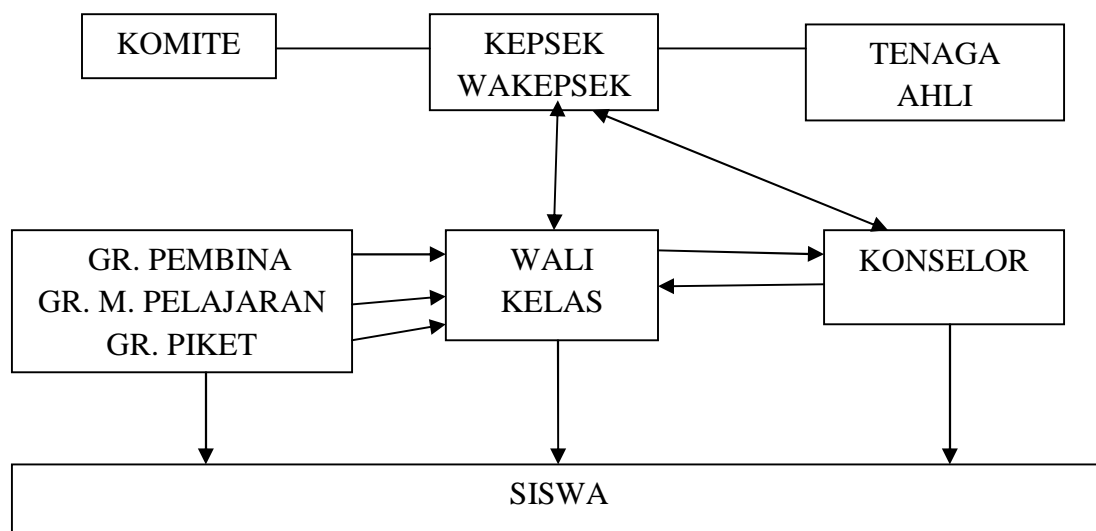 KOMITE
KEPSEK
WAKEPSEK
TENAGA
AHLI
GR. PEMBINA
GR. M. PELAJARAN
GR. PIKET
WALI
KELAS
KONSELOR
SISWA